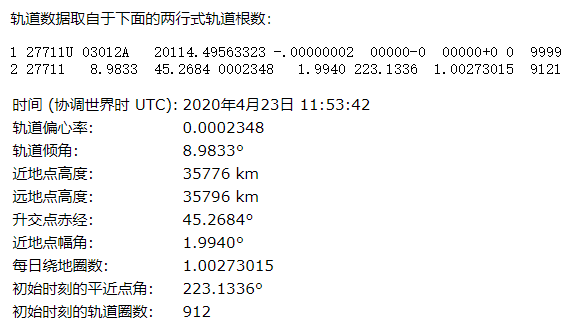 轨道数据取自于下面的两行式轨道根数:
1 27711U 03012A   20114.49563323 -.00000002  00000-0  00000+0 0  9999
2 27711   8.9833  45.2684 0002348   1.9940 223.1336  1.00273015  9121
时间 (协调世界时 UTC): 2020年4月23日 11:53:42
轨道偏心率: 0.0002348
轨道倾角: 8.9833°
近地点高度: 35776 km
远地点高度: 35796 km
升交点赤经: 45.2684°
近地点幅角: 1.9940°
每日绕地圈数: 1.00273015
初始时刻的平近点角: 223.1336°
初始时刻的轨道圈数: 912